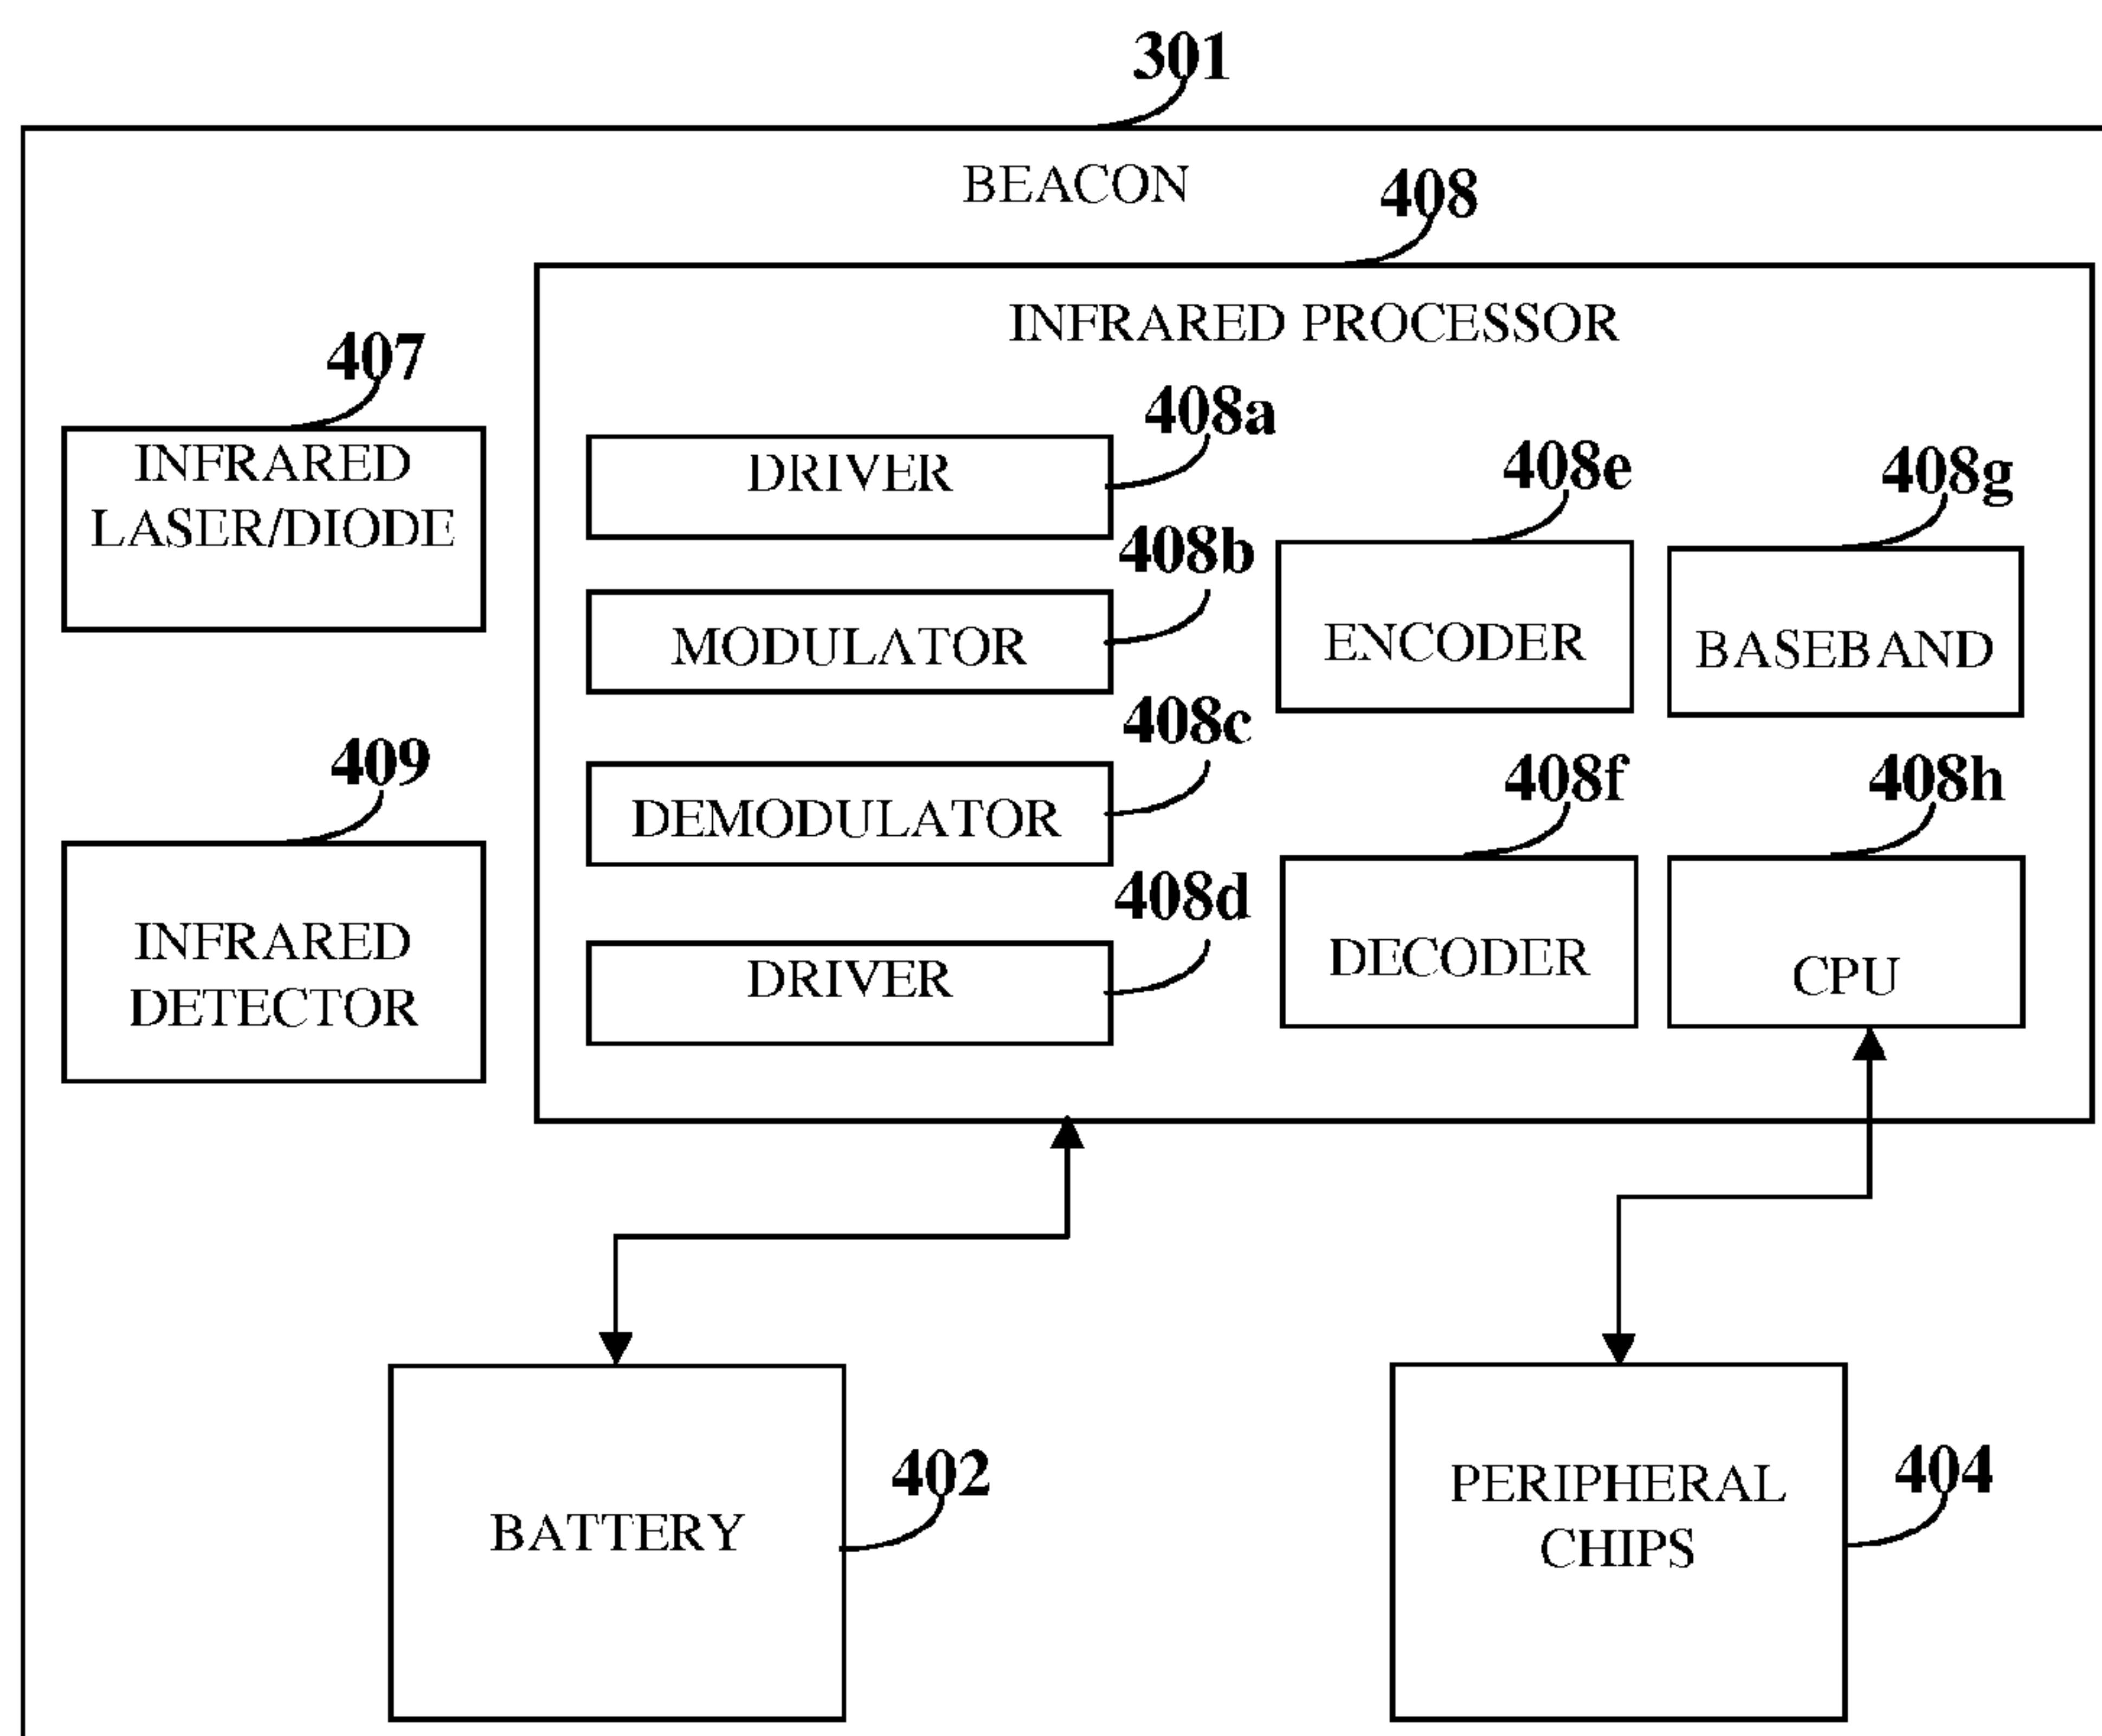 301
BEACON
408
INFRARED PROCESSOR
407
INFRARED
LASER/DIODE
408a
DRIVER
408e
408g
408b
MODULATOR
ENCODER
BASEBAND
408c
DEMODULATOR
409
INFRARED
DETECTOR
408f
408h
408d
DRIVER
DECODER
CPU
402
BATTERY
404
PERIPHERAL
CHIPS